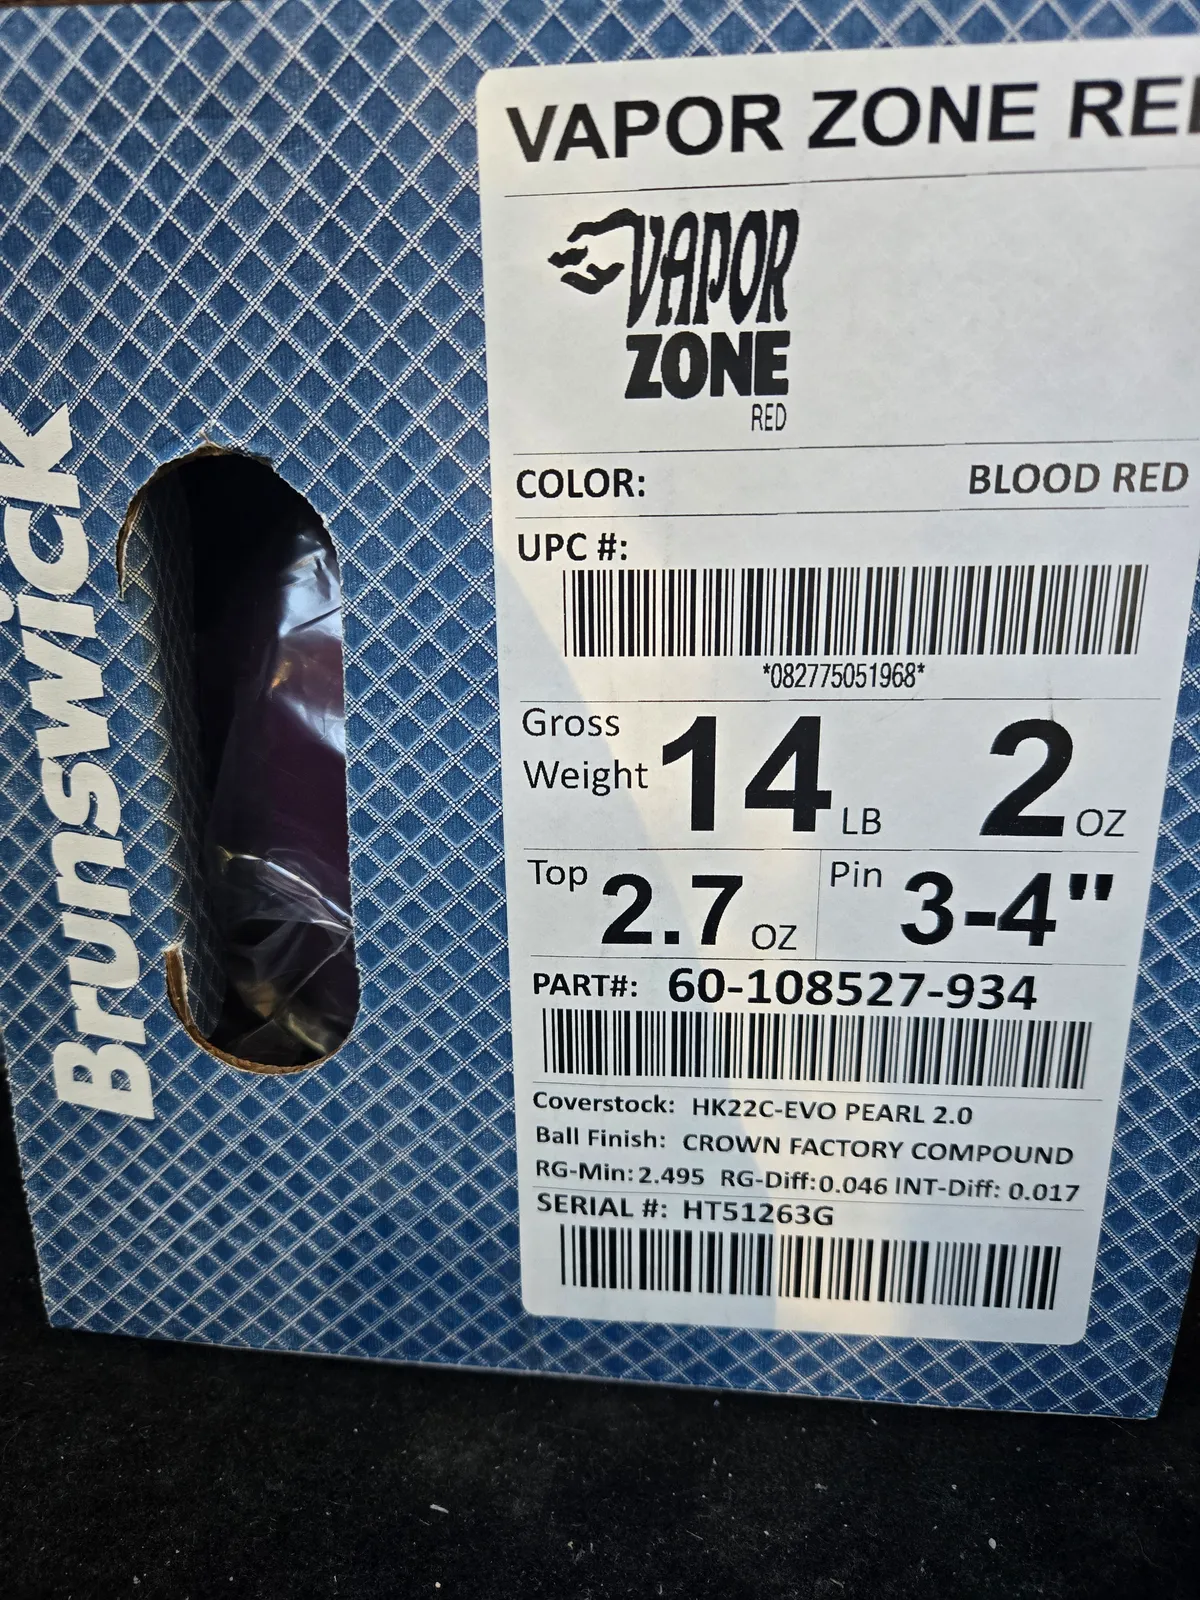 Brunswick
VAPOR ZONE RE
VAPOR
ZONE
RED
COLOR: BLOOD RED
UPC #:
*082775051968*
Gross
Weight 14 LB 2 OZ
Top 2.7 OZ Pin 3-4"
PART#: 60-108527-934
Coverstock: HK22C-EVO PEARL 2.0
Ball Finish: CROWN FACTORY COMPOUND
RG-Min: 2.495 RG-Diff: 0.046 INT-Diff: 0.017
SERIAL #: HT51263G